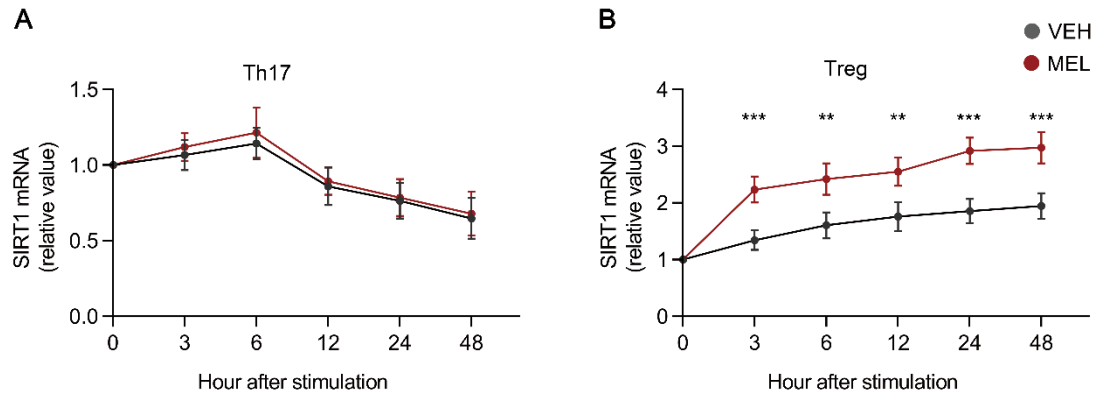 A
Th17
1.5
1.0
0.5
0.0
SIRT1 mRNA
(relative value)
0 3 6 12 24 48
Hour after stimulation
B
VEH
MEL
Treg
*** ** ** *** ***
4
3
2
1
0
SIRT1 mRNA
(relative value)
0 3 6 12 24 48
Hour after stimulation